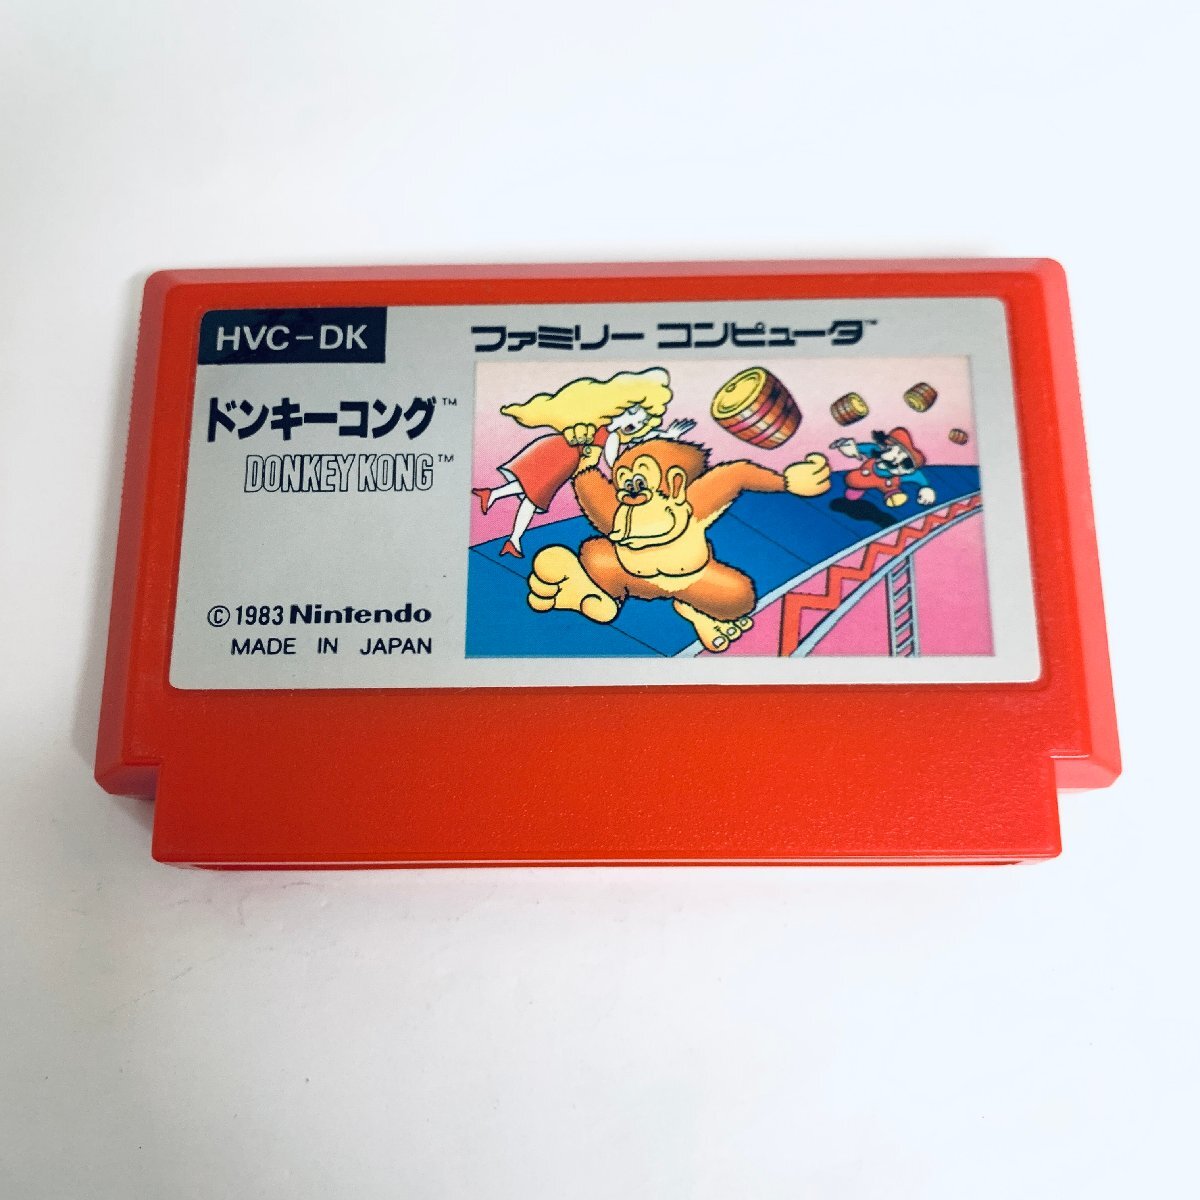 HVC-DK
ファミリー コンピュータ™
ドンキーコング™
DONKEY KONG™
© 1983 Nintendo
MADE IN JAPAN